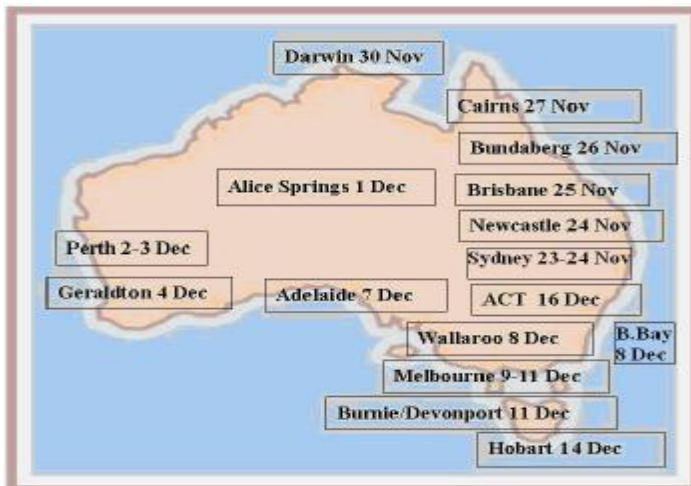 Darwin 30 Nov
Cairns 27 Nov
Bundaberg 26 Nov
Alice Springs 1 Dec
Brisbane 25 Nov
Newcastle 24 Nov
Perth 2-3 Dec
Sydney 23-24 Nov
Geraldton 4 Dec
Adelaide 7 Dec
ACT 16 Dec
Wallaroo 8 Dec
B.Bay
8 Dec
Melbourne 9-11 Dec
Burnie/Devonport 11 Dec
Hobart 14 Dec